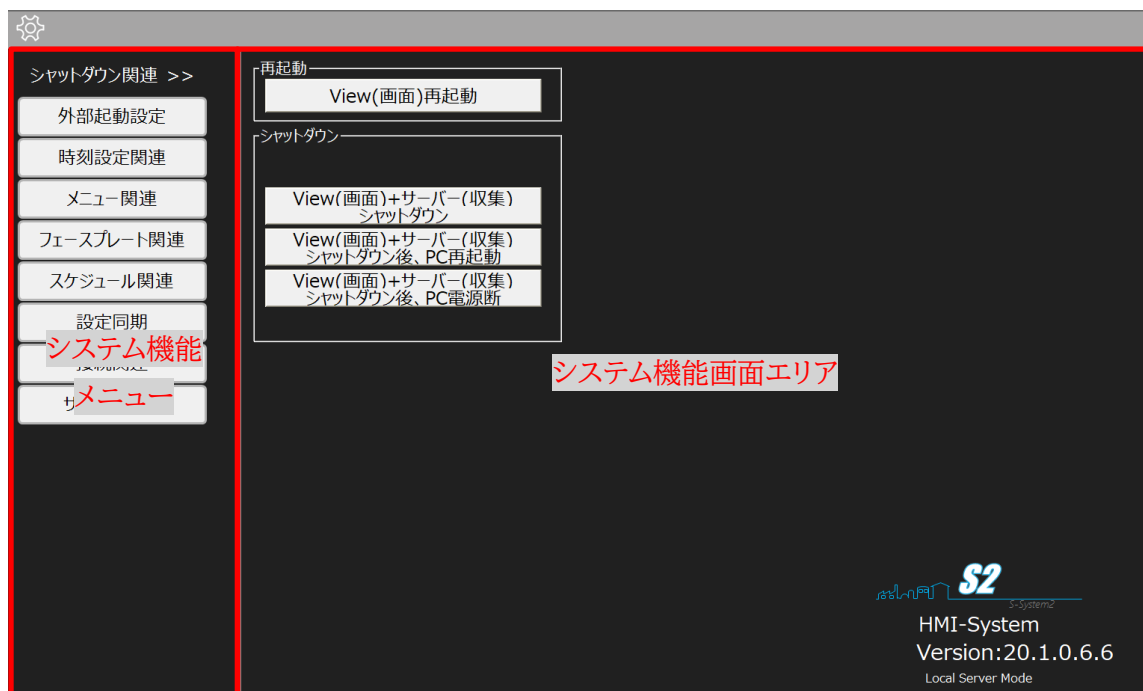 シャットダウン関連 >>
外部起動設定
時刻設定関連
メニュー関連
フェースプレート関連
スケジュール関連
設定同期
システム機能
メニュー
再起動
View(画面)再起動
シャットダウン
View(画面)+サーバー(収集)
シャットダウン
View(画面)+サーバー(収集)
シャットダウン後、PC再起動
View(画面)+サーバー(収集)
シャットダウン後、PC電源断
システム機能画面エリア
S2
S-System2
HMI-System
Version:20.1.0.6.6
Local Server Mode